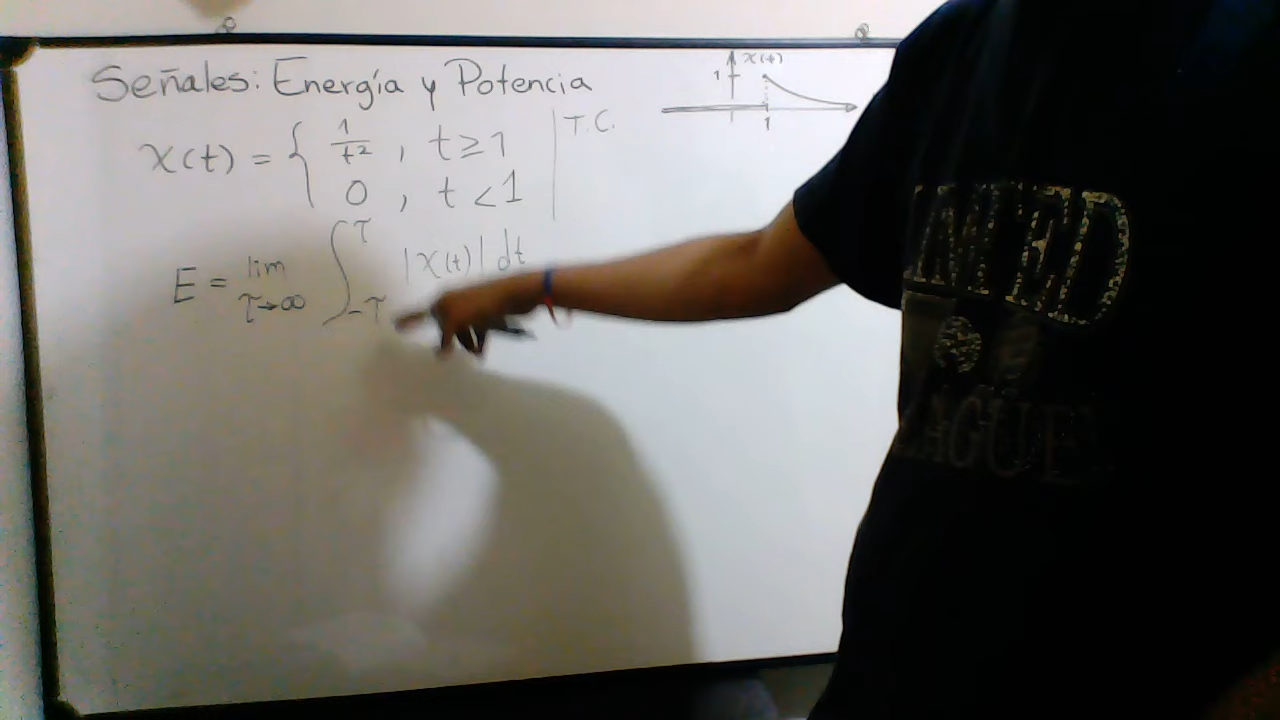 Señales: Energía y Potencia
x(t) = { 1/t² , t ≥ 1
0 , t < 1
T.C.
x(t)
1
1
E = lim τ→∞ ∫ τ -τ |x(t)| dt